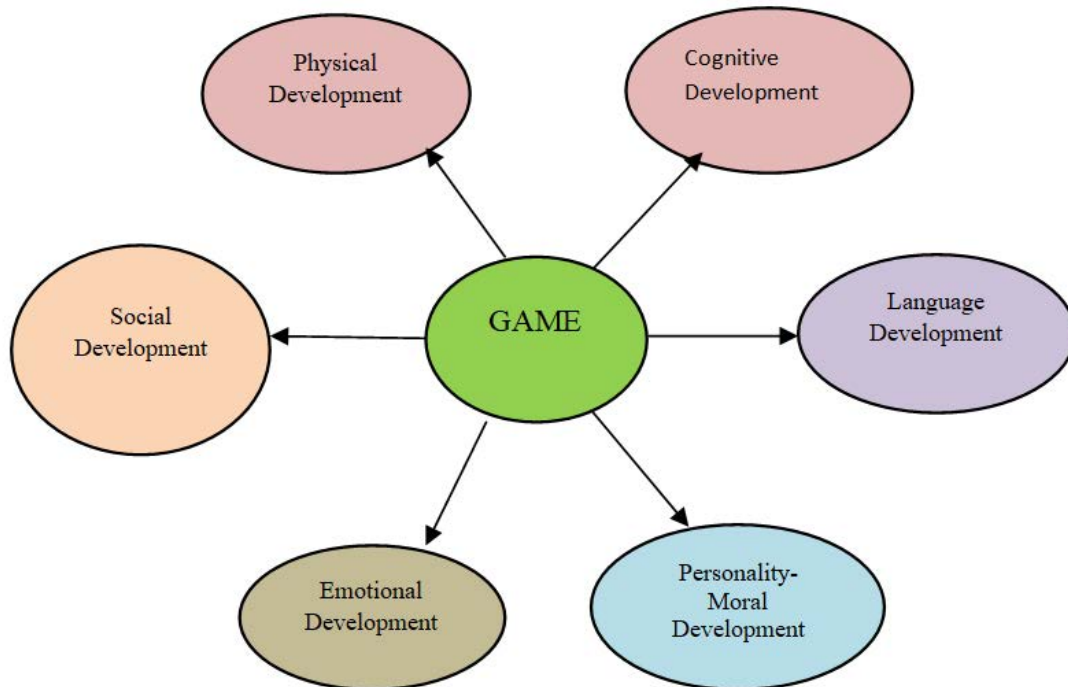 Physical
Development
Cognitive
Development
Social
Development
GAME
Language
Development
Emotional
Development
Personality-
Moral
Development